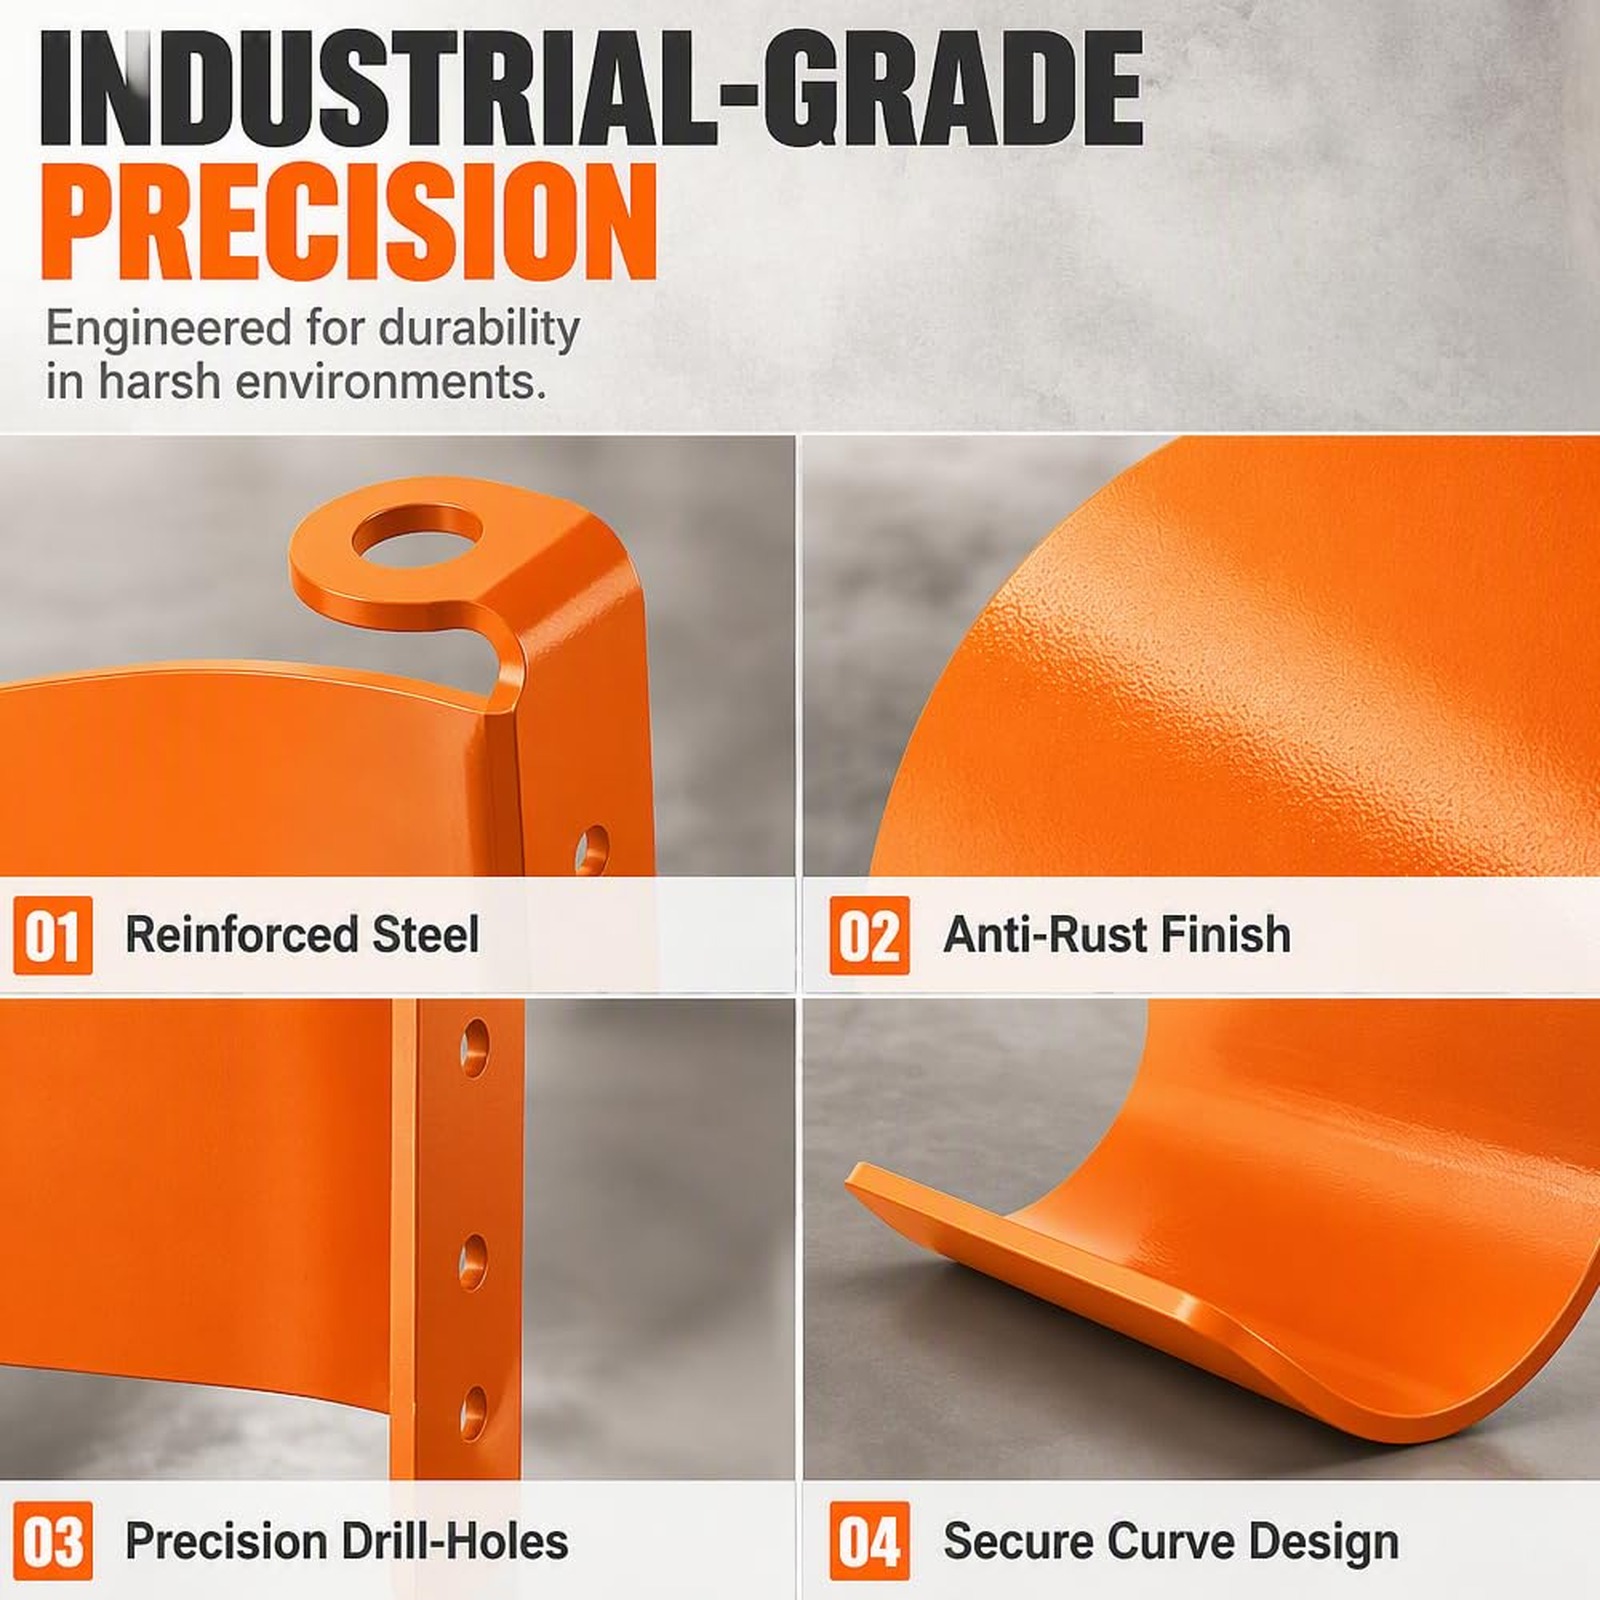 INDUSTRIAL-GRADE
PRECISION
Engineered for durability
in harsh environments.
01 Reinforced Steel
02 Anti-Rust Finish
03 Precision Drill-Holes
04 Secure Curve Design